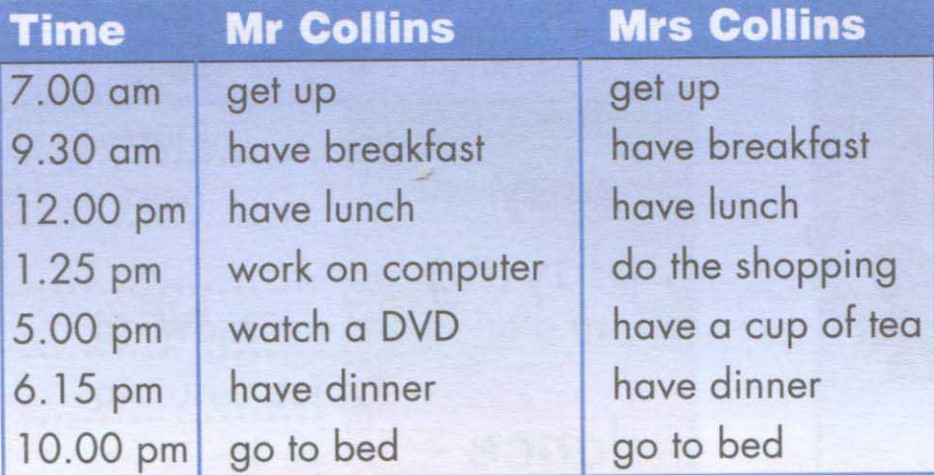 Time Mr Collins Mrs Collins
7.00 am get up get up
9.30 am have breakfast have breakfast
12.00 pm have lunch have lunch
1.25 pm work on computer do the shopping
5.00 pm watch a DVD have a cup of tea
6.15 pm have dinner have dinner
10.00 pm go to bed go to bed